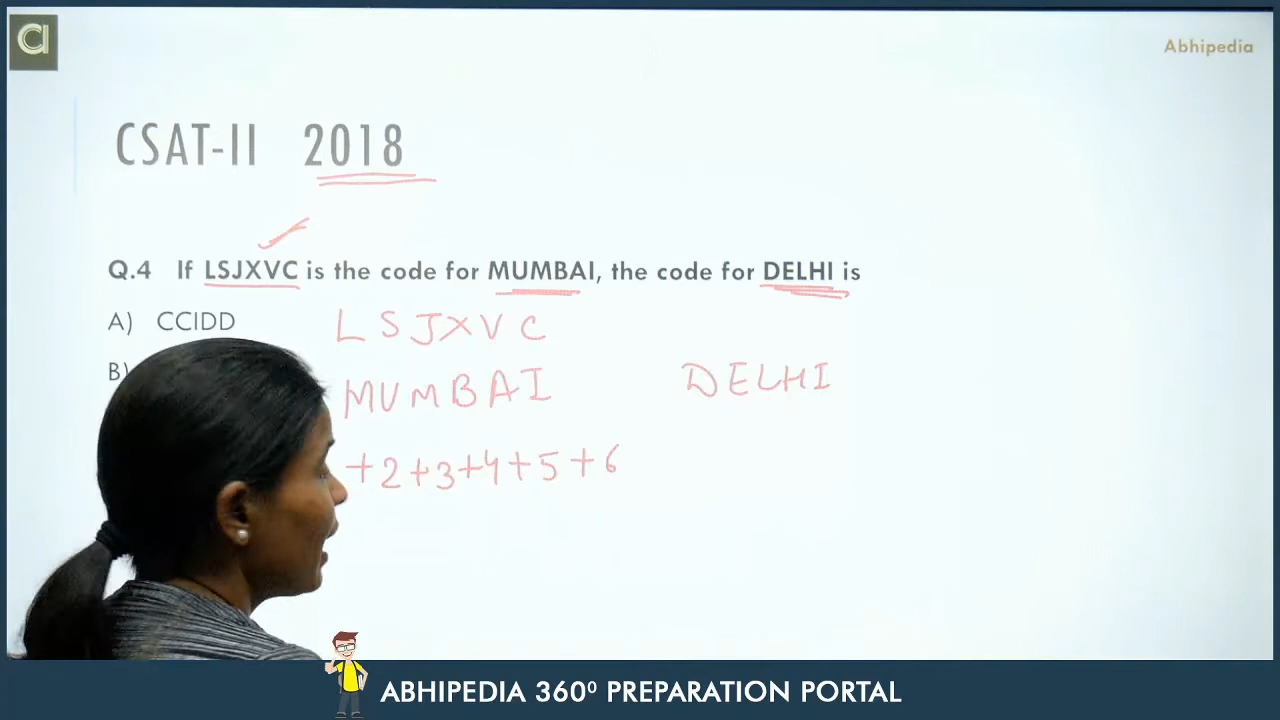 Abhipedia
CSAT-II 2018
Q.4 If LSJXVC is the code for MUMBAI, the code for DELHI is
A) CCIDD
LSJXVC
B)
MUMBAI
DELHI
+2+3+4+5+6
ABHIPEDIA 360⁰ PREPARATION PORTAL